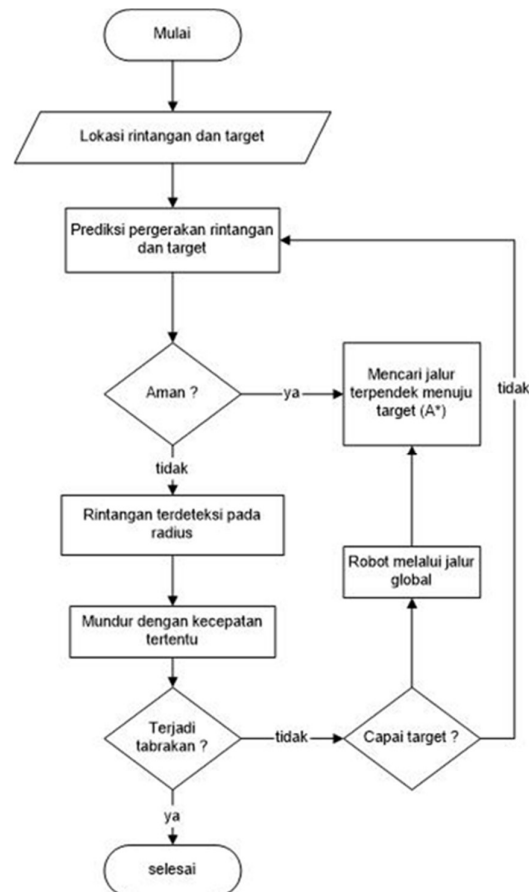 Mulai
Lokasi rintangan dan target
Prediksi pergerakan rintangan
dan target
Aman ?
ya
Mencari jalur
terpendek menuju
target (A*)
tidak
tidak
Rintangan terdeteksi pada
radius
Robot melalui jalur
global
Mundur dengan kecepatan
tertentu
Terjadi
tabrakan ?
tidak
Capai target ?
ya
selesai